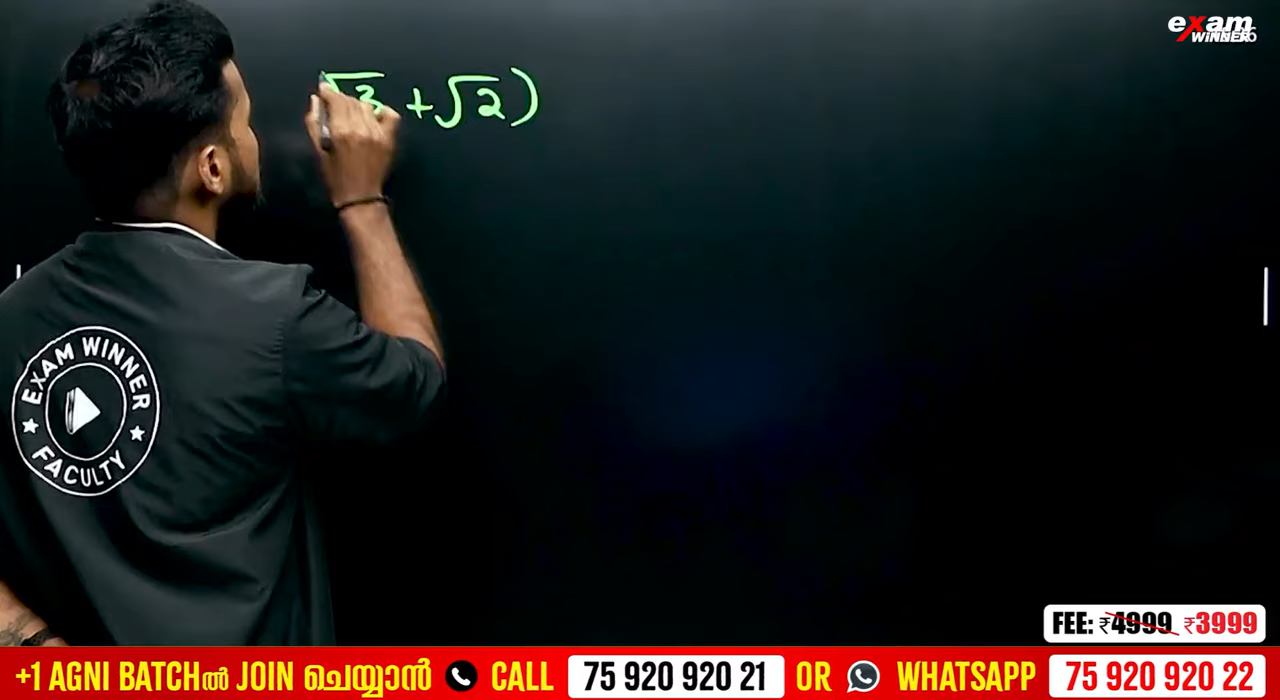 exam
WINNER
√3 + √2)
EXAM WINNER
FACULTY
FEE: ₹4999 ₹3999
+1 AGNI BATCHൽ JOIN ചെയ്യാൻ CALL 75 920 920 21 OR WHATSAPP 75 920 920 22